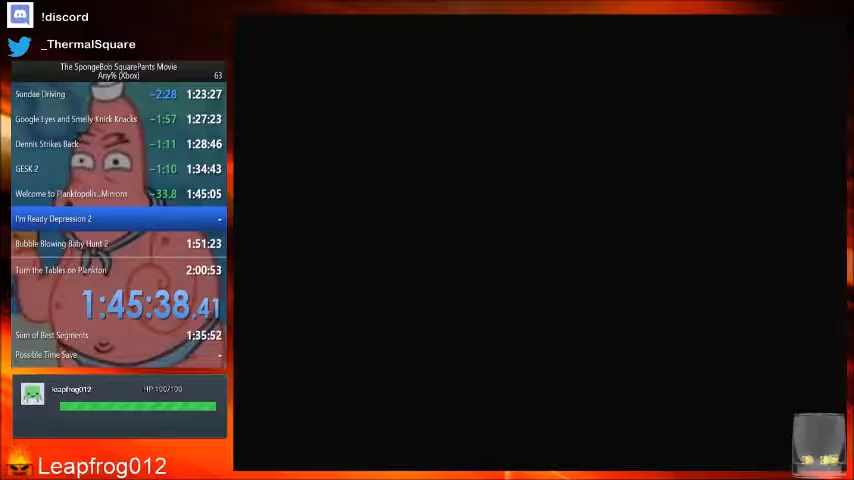 !discord
_ThermalSquare
The SpongeBob SquarePants Movie
Any% (Xbox) 63
Sundae Driving -2:28 1:23:27
Google Eyes and Smelly Knick Knacks -1:57 1:27:23
Dennis Strikes Back -1:11 1:28:46
GESK 2 -1:10 1:34:43
Welcome to Planktopolis...Minions -33.8 1:45:05
I'm Ready Depression 2 -
Bubble Blowing Baby Hunt 2 1:51:23
Turn the Tables on Plankton 2:00:53
1:45:38.41
Sum of Best Segments 1:35:52
Possible Time Save -
leapfrog012 HP 100/100
Leapfrog012